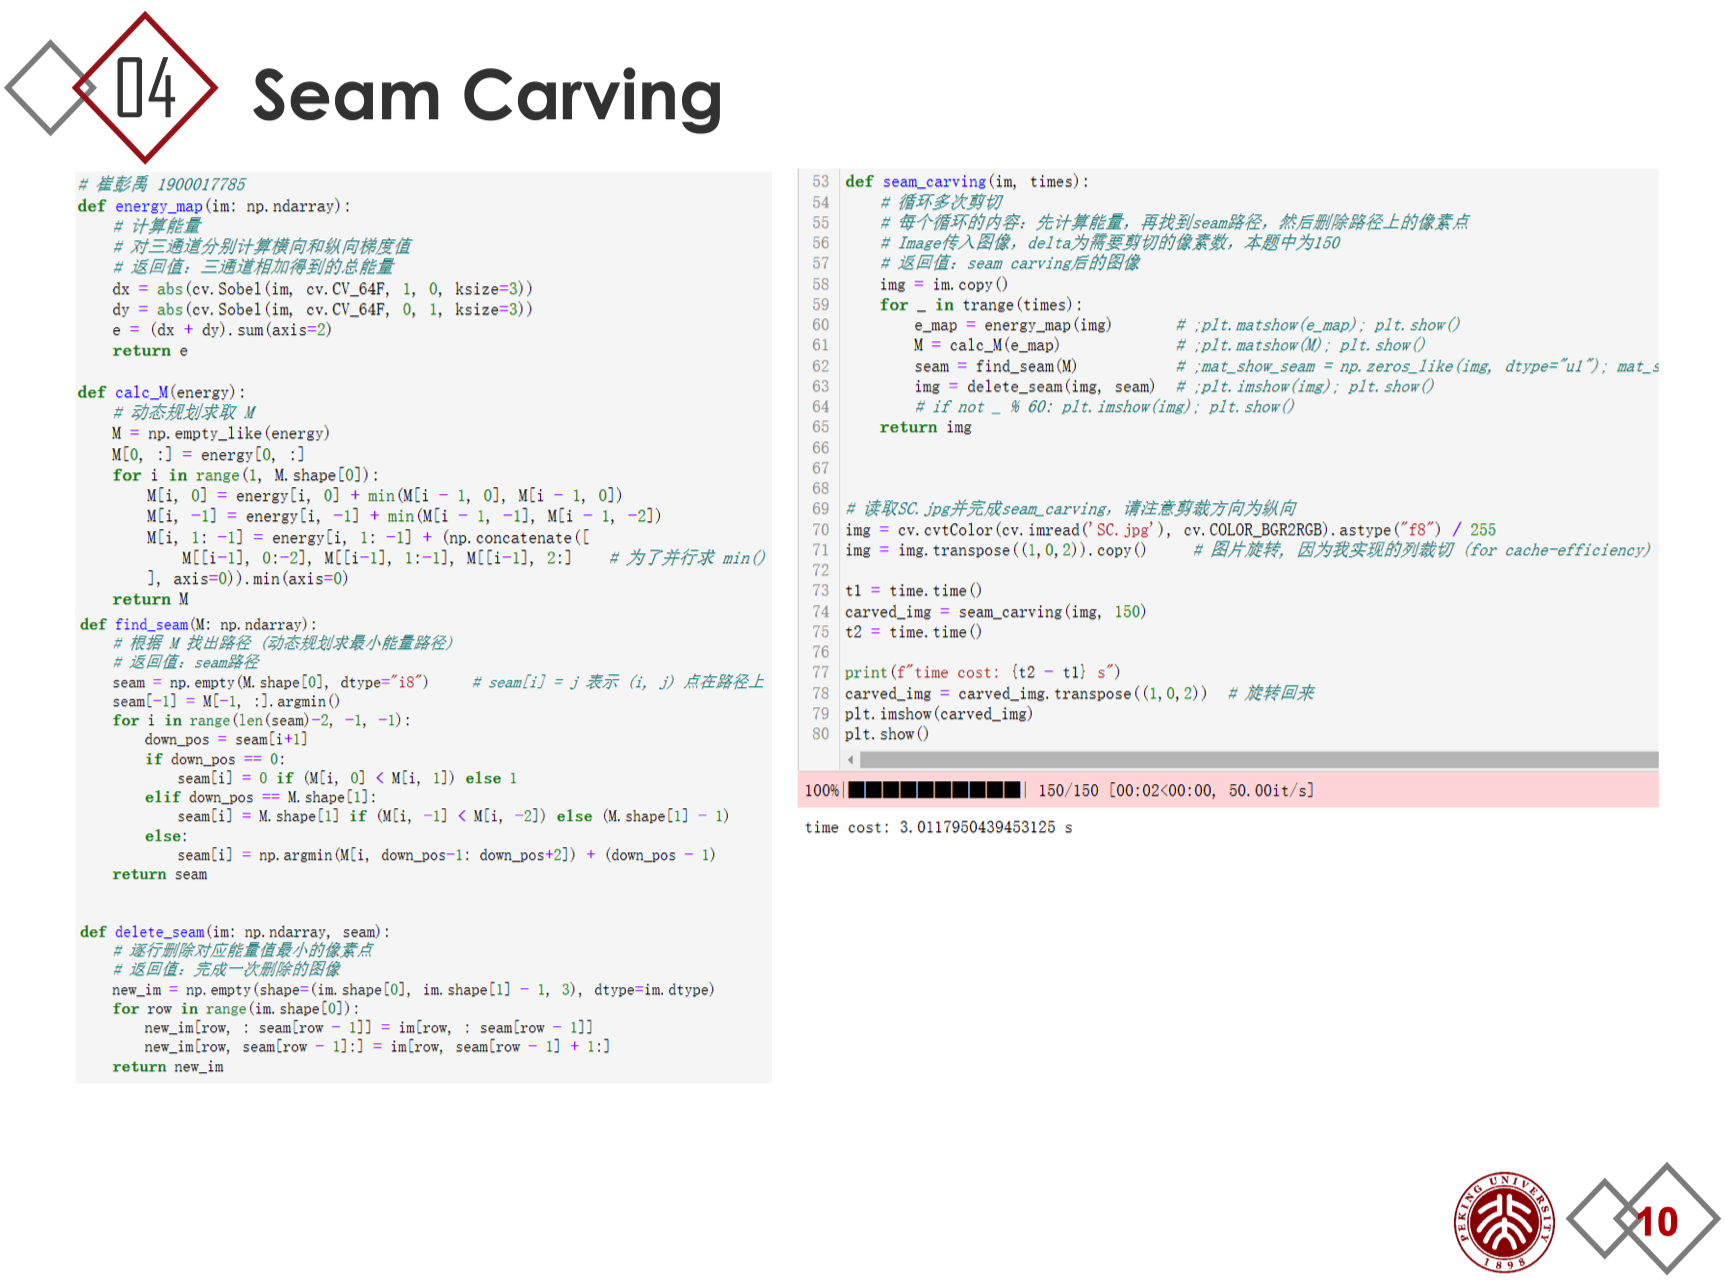 04
Seam Carving
# 崔彭禹 1900017785
def energy_map(im: np.ndarray):
    # 计算能量
    # 对三通道分别计算横向和纵向梯度值
    # 返回值：三通道相加得到的总能量
    dx = abs(cv.Sobel(im, cv.CV_64F, 1, 0, ksize=3))
    dy = abs(cv.Sobel(im, cv.CV_64F, 0, 1, ksize=3))
    e = (dx + dy).sum(axis=2)
    return e
def calc_M(energy):
    # 动态规划求取 M
    M = np.empty_like(energy)
    M[0, :] = energy[0, :]
    for i in range(1, M.shape[0]):
        M[i, 0] = energy[i, 0] + min(M[i - 1, 0], M[i - 1, 0])
        M[i, -1] = energy[i, -1] + min(M[i - 1, -1], M[i - 1, -2])
        M[i, 1: -1] = energy[i, 1: -1] + (np.concatenate([
            M[[i-1], 0:-2], M[[i-1], 1:-1], M[[i-1], 2:]    # 为了并行求 min()
        ], axis=0)).min(axis=0)
    return M
def find_seam(M: np.ndarray):
    # 根据 M 找出路径 (动态规划求最小能量路径)
    # 返回值：seam路径
    seam = np.empty(M.shape[0], dtype="i8")    # seam[i] = j 表示 (i, j) 点在路径上
    seam[-1] = M[-1, :].argmin()
    for i in range(len(seam)-2, -1, -1):
        down_pos = seam[i+1]
        if down_pos == 0:
            seam[i] = 0 if (M[i, 0] < M[i, 1]) else 1
        elif down_pos == M.shape[1]:
            seam[i] = M.shape[1] if (M[i, -1] < M[i, -2]) else (M.shape[1] - 1)
        else:
            seam[i] = np.argmin(M[i, down_pos-1: down_pos+2]) + (down_pos - 1)
    return seam
def delete_seam(im: np.ndarray, seam):
    # 逐行删除对应能量值最小的像素点
    # 返回值：完成一次删除的图像
    new_im = np.empty(shape=(im.shape[0], im.shape[1] - 1, 3), dtype=im.dtype)
    for row in range(im.shape[0]):
        new_im[row, : seam[row - 1]] = im[row, : seam[row - 1]]
        new_im[row, seam[row - 1]:] = im[row, seam[row - 1] + 1:]
    return new_im
53 def seam_carving(im, times):
54     # 循环多次剪切
55     # 每个循环的内容：先计算能量，再找到seam路径，然后删除路径上的像素点
56     # Image传入图像，delta为需要剪切的像素数，本题中为150
57     # 返回值：seam carving后的图像
58     img = im.copy()
59     for _ in trange(times):
60         e_map = energy_map(img)        # ;plt.matshow(e_map); plt.show()
61         M = calc_M(e_map)              # ;plt.matshow(M); plt.show()
62         seam = find_seam(M)            # ;mat_show_seam = np.zeros_like(img, dtype="u1"); mat_s
63         img = delete_seam(img, seam)   # ;plt.imshow(img); plt.show()
64         # if not _ % 60: plt.imshow(img); plt.show()
65     return img
66
67
68
69 # 读取SC.jpg并完成seam_carving，请注意剪裁方向为纵向
70 img = cv.cvtColor(cv.imread('SC.jpg'), cv.COLOR_BGR2RGB).astype("f8") / 255
71 img = img.transpose((1,0,2)).copy()     # 图片旋转, 因为我实现的列裁切 (for cache-efficiency)
72
73 t1 = time.time()
74 carved_img = seam_carving(img, 150)
75 t2 = time.time()
76
77 print(f"time cost: {t2 - t1} s")
78 carved_img = carved_img.transpose((1,0,2))  # 旋转回来
79 plt.imshow(carved_img)
80 plt.show()
100%|██████████| 150/150 [00:02<00:00, 50.00it/s]
time cost: 3.0117950439453125 s
PEKING UNIVERSITY
1898
10